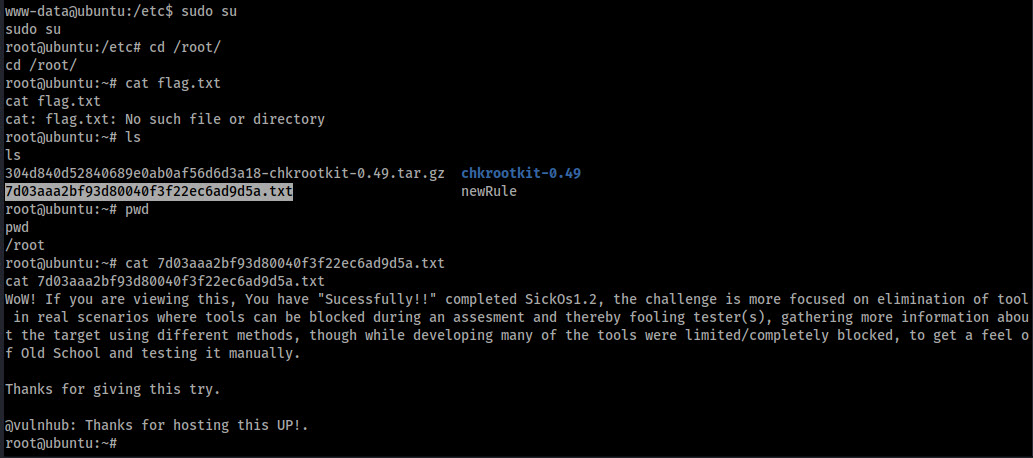 www-data@ubuntu:/etc$ sudo su
sudo su
root@ubuntu:/etc# cd /root/
cd /root/
root@ubuntu:~# cat flag.txt
cat flag.txt
cat: flag.txt: No such file or directory
root@ubuntu:~# ls
ls
304d840d52840689e0ab0af56d6d3a18-chkrootkit-0.49.tar.gz  chkrootkit-0.49
7d03aaa2bf93d80040f3f22ec6ad9d5a.txt                     newRule
root@ubuntu:~# pwd
pwd
/root
root@ubuntu:~# cat 7d03aaa2bf93d80040f3f22ec6ad9d5a.txt
cat 7d03aaa2bf93d80040f3f22ec6ad9d5a.txt
WoW! If you are viewing this, You have "Sucessfully!!" completed SickOs1.2, the challenge is more focused on elimination of tool
 in real scenarios where tools can be blocked during an assesment and thereby fooling tester(s), gathering more information abou
t the target using different methods, though while developing many of the tools were limited/completely blocked, to get a feel o
f Old School and testing it manually.
Thanks for giving this try.
@vulnhub: Thanks for hosting this UP!.
root@ubuntu:~#